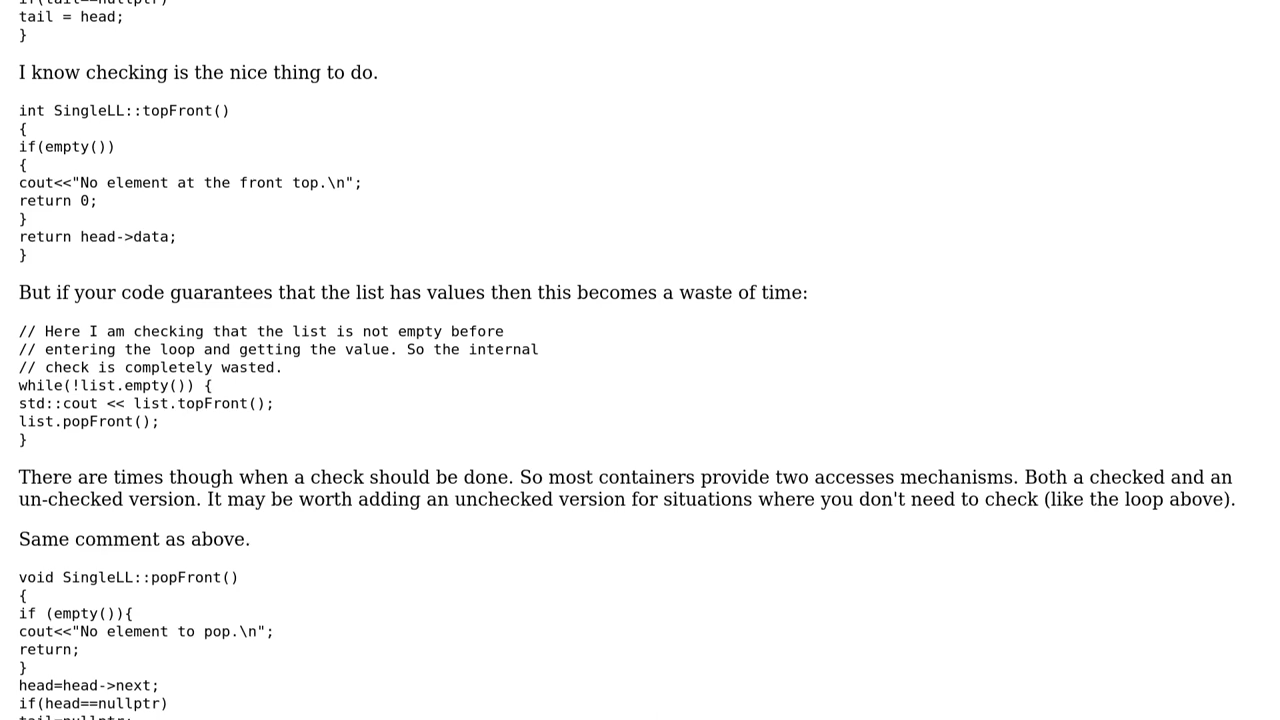 tail = head;
}
I know checking is the nice thing to do.
int SingleLL::topFront()
{
if(empty())
{
cout<<"No element at the front top.\n";
return 0;
}
return head->data;
}
But if your code guarantees that the list has values then this becomes a waste of time:
// Here I am checking that the list is not empty before
// entering the loop and getting the value. So the internal
// check is completely wasted.
while(!list.empty()) {
std::cout << list.topFront();
list.popFront();
}
There are times though when a check should be done. So most containers provide two accesses mechanisms. Both a checked and an
un-checked version. It may be worth adding an unchecked version for situations where you don't need to check (like the loop above).
Same comment as above.
void SingleLL::popFront()
{
if (empty()){
cout<<"No element to pop.\n";
return;
}
head=head->next;
if(head==nullptr)